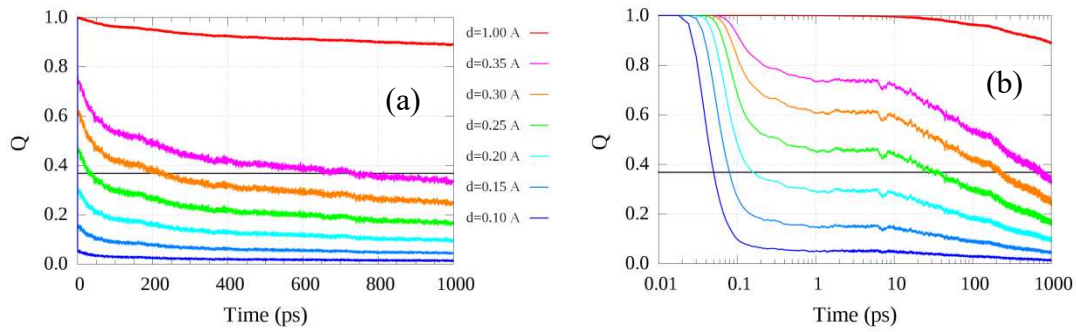 1.0
0.8
0.6
0.4
0.2
0.0
Q
0 200 400 600 800 1000
Time (ps)
(a)
d=1.00 A
d=0.35 A
d=0.30 A
d=0.25 A
d=0.20 A
d=0.15 A
d=0.10 A
1.0
0.8
0.6
0.4
0.2
0.0
Q
0.01 0.1 1 10 100 1000
Time (ps)
(b)